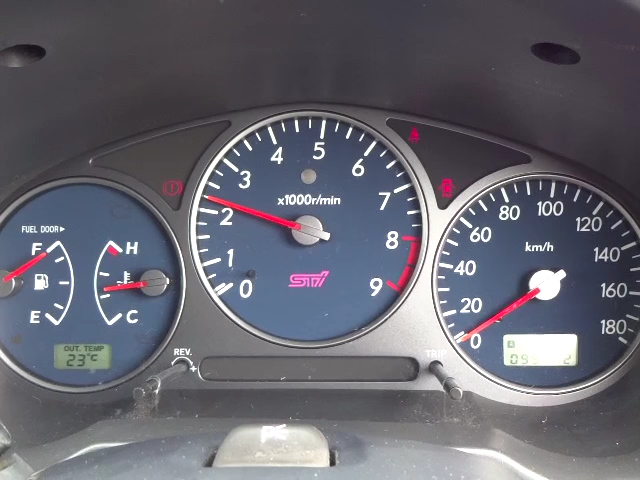 FUEL DOOR ▶
F
E
H
C
OUT. TEMP
23°C
0
1
2
3
4
5
6
7
8
9
x1000r/min
STi
REV.
TRIP
0
20
40
60
80
100
120
140
160
180
km/h
A